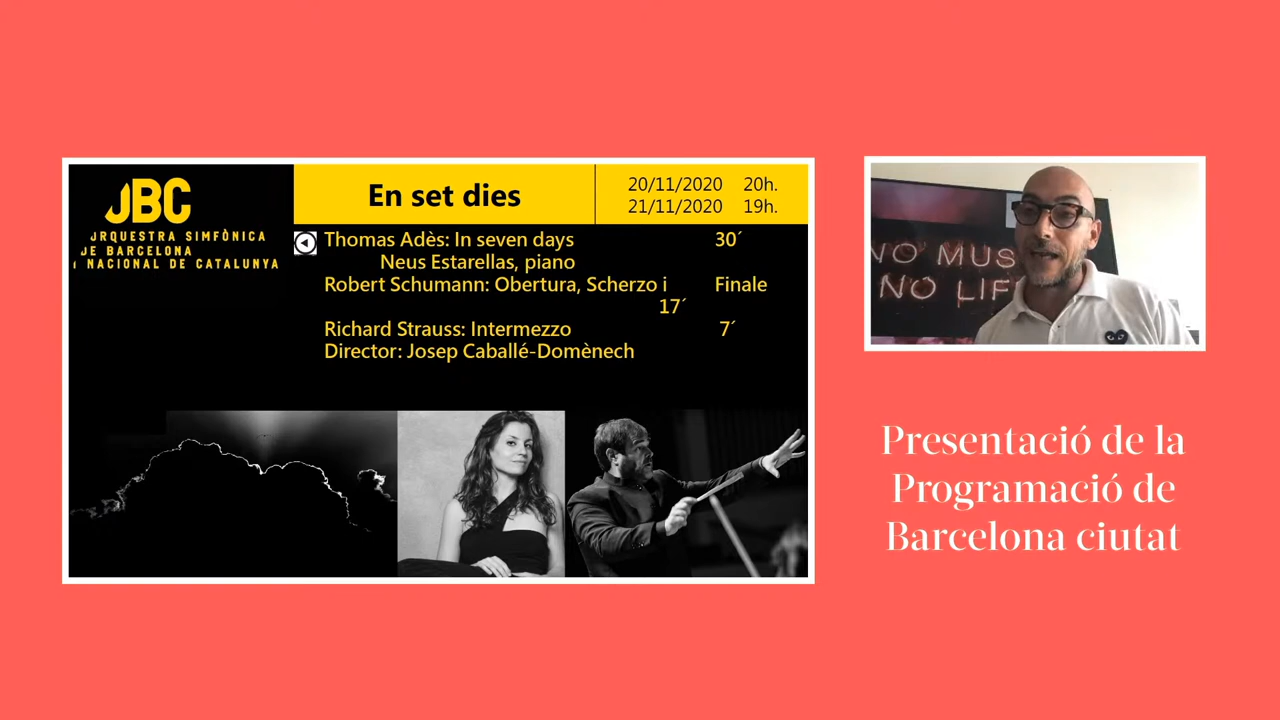 JBC
ORQUESTRA SIMFÒNICA
DE BARCELONA
I NACIONAL DE CATALUNYA
En set dies
20/11/2020 20h.
21/11/2020 19h.
Thomas Adès: In seven days 30´
Neus Estarellas, piano
Robert Schumann: Obertura, Scherzo i Finale
17´
Richard Strauss: Intermezzo 7´
Director: Josep Caballé-Domènech
NO MUS
NO LIF
Presentació de la
Programació de
Barcelona ciutat